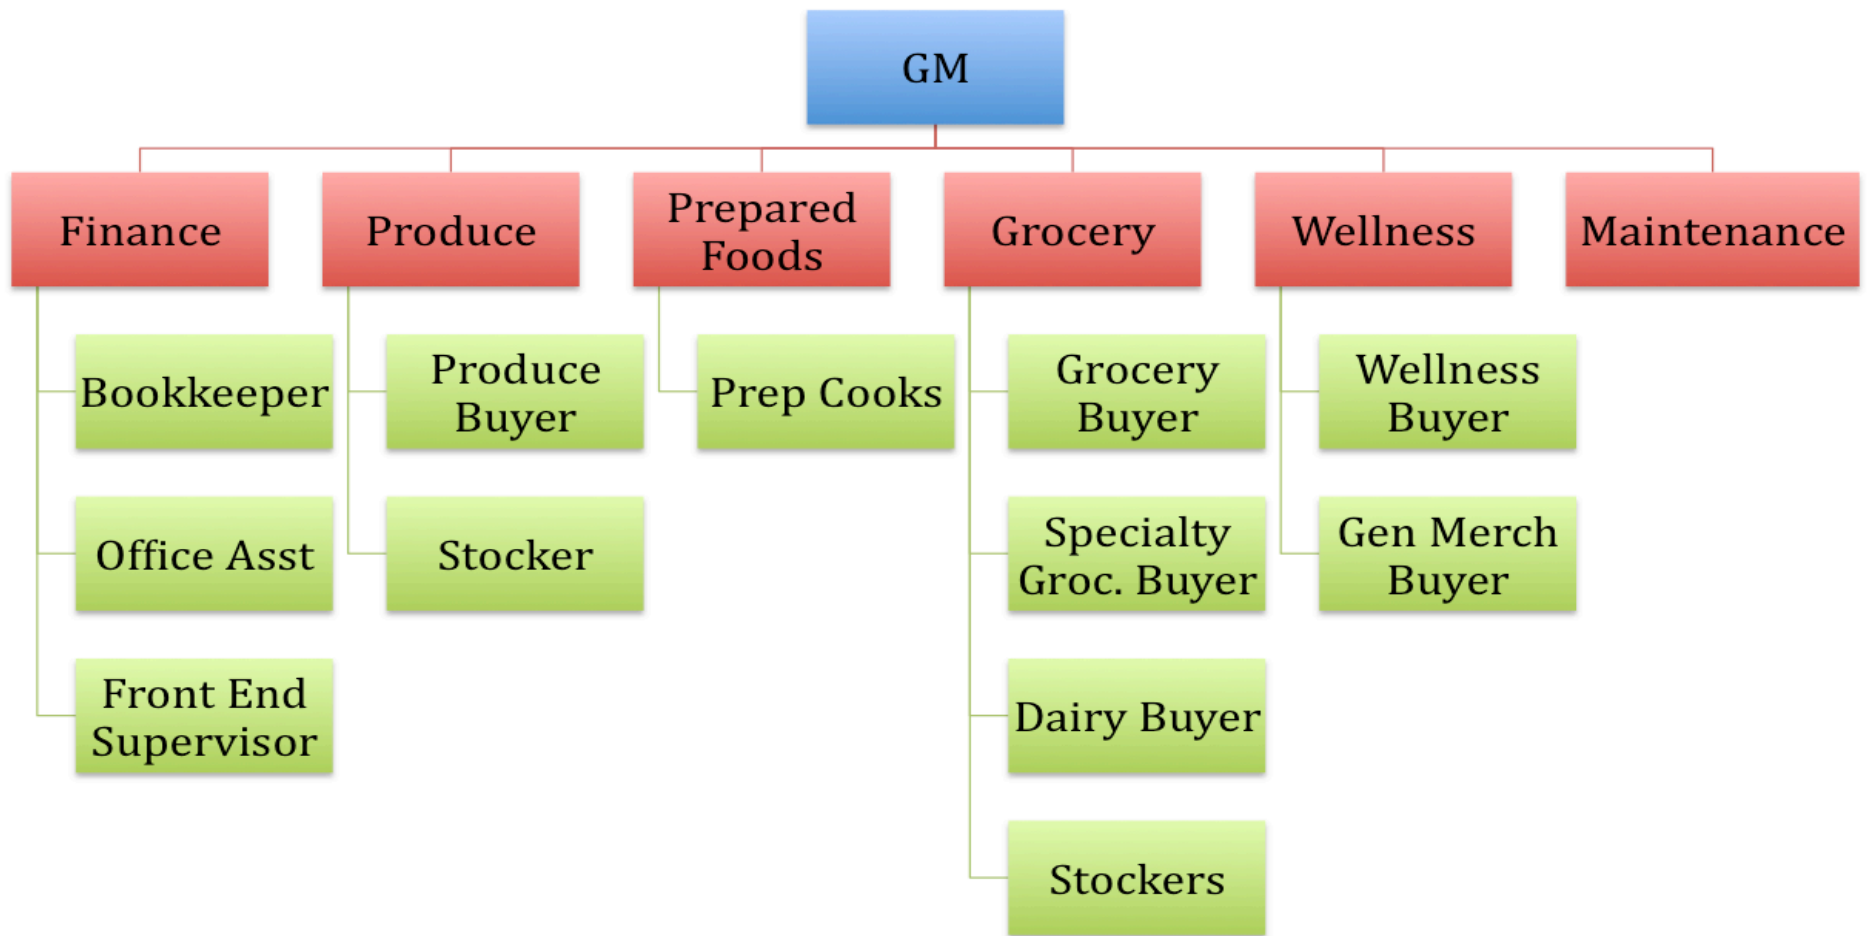 GM
Finance
Produce
Prepared
Foods
Grocery
Wellness
Maintenance
Bookkeeper
Produce
Buyer
Prep Cooks
Grocery
Buyer
Wellness
Buyer
Office Asst
Stocker
Specialty
Groc. Buyer
Gen Merch
Buyer
Front End
Supervisor
Dairy Buyer
Stockers